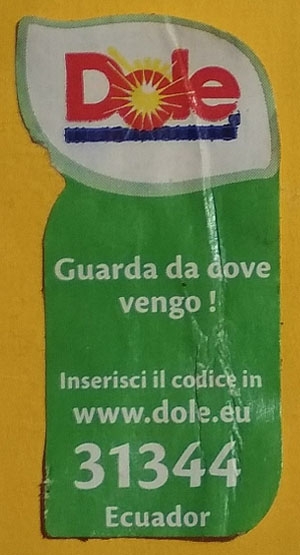 Dole
Guarda da dove
vengo !
Inserisci il codice in
www.dole.eu
31344
Ecuador